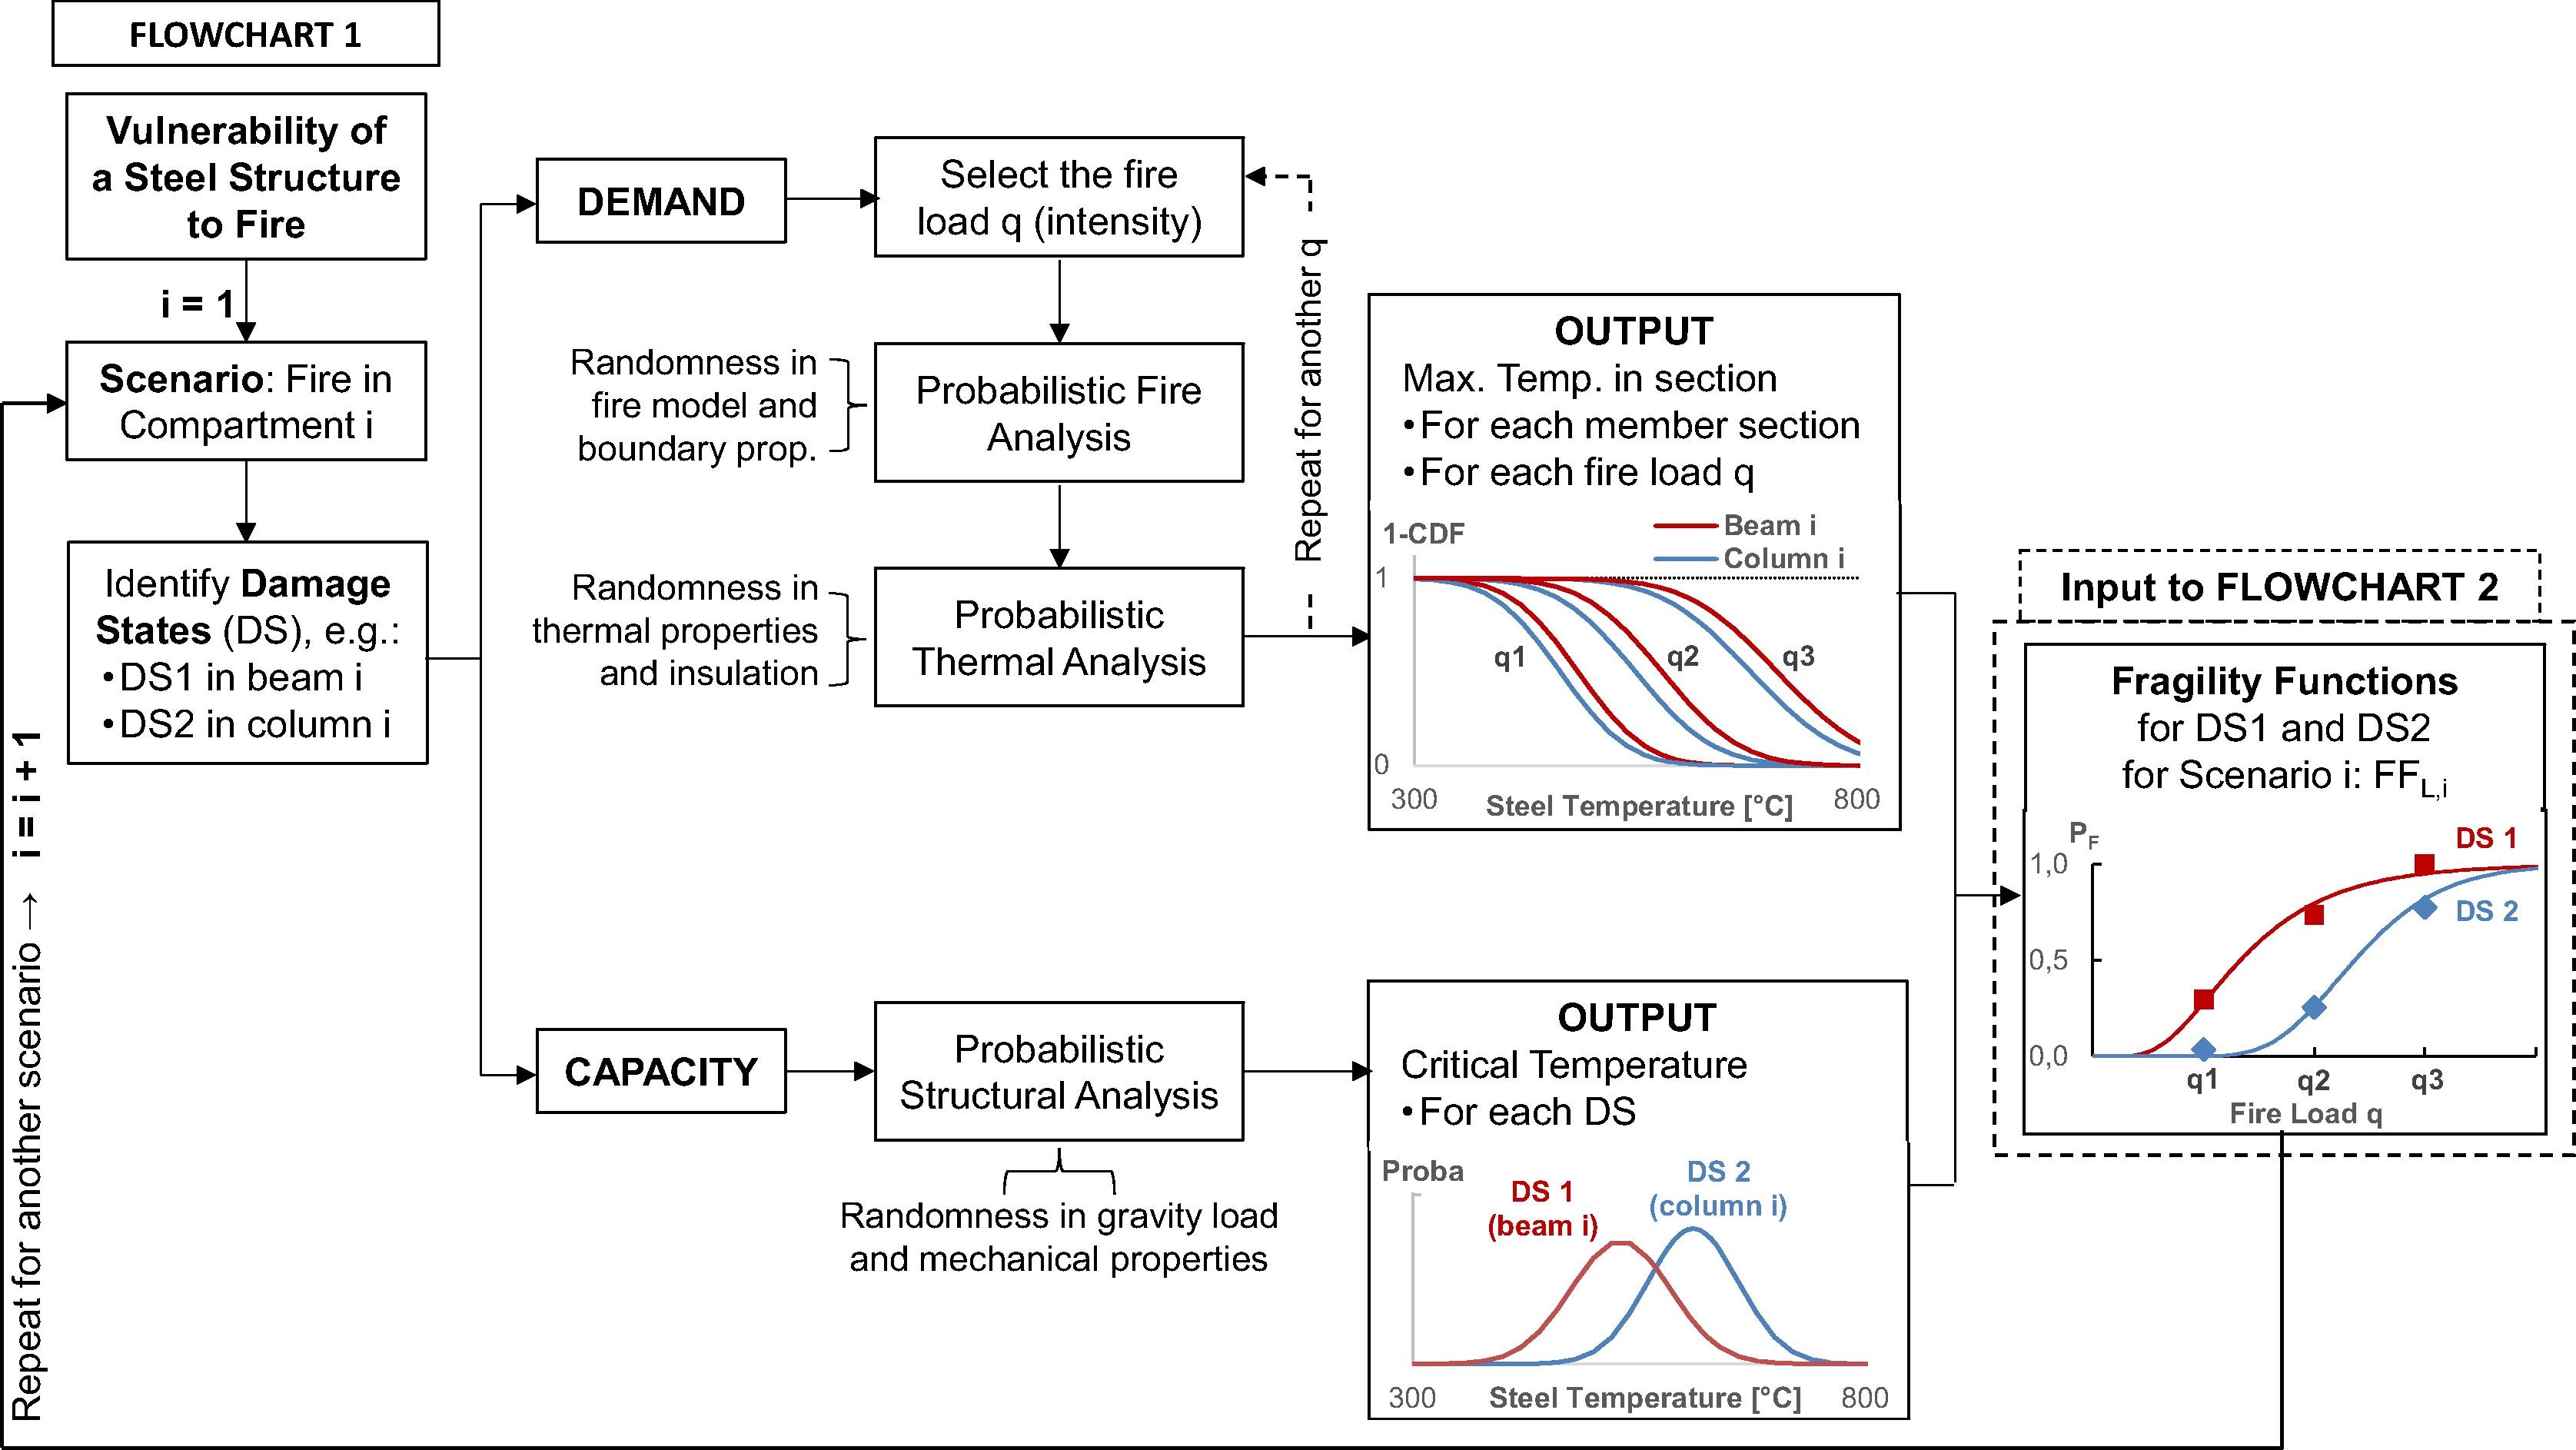 FLOWCHART 1
Vulnerability of
a Steel Structure
to Fire
i = 1
Scenario: Fire in
Compartment i
Identify Damage
States (DS), e.g.:
•DS1 in beam i
•DS2 in column i
Repeat for another scenario → i = i + 1
DEMAND
Select the fire
load q (intensity)
Randomness in
fire model and
boundary prop.
Probabilistic Fire
Analysis
Randomness in
thermal properties
and insulation
Probabilistic
Thermal Analysis
Repeat for another q
OUTPUT
Max. Temp. in section
•For each member section
•For each fire load q
1-CDF
Beam i
Column i
1
q1
q2
q3
0
300
Steel Temperature [°C]
800
CAPACITY
Probabilistic
Structural Analysis
Randomness in gravity load
and mechanical properties
OUTPUT
Critical Temperature
•For each DS
Proba
DS 1
(beam i)
DS 2
(column i)
300
Steel Temperature [°C]
800
Input to FLOWCHART 2
Fragility Functions
for DS1 and DS2
for Scenario i: FFL,i
PF
1,0
DS 1
DS 2
0,5
0,0
q1
q2
q3
Fire Load q